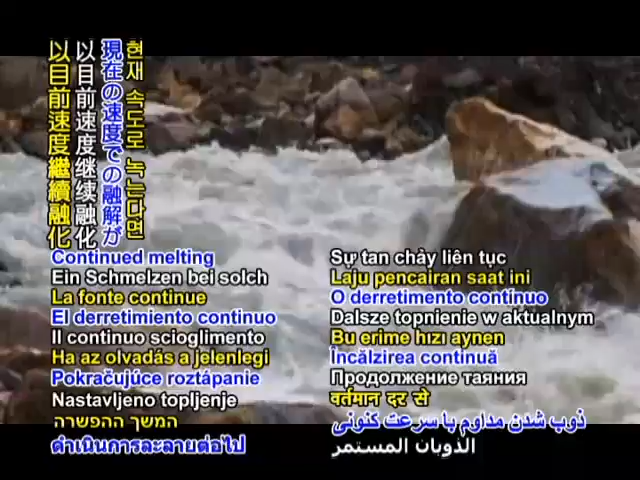 以目前速度繼續融化
以目前速度继续融化
現在の速度での融解が
현재 속도로 녹는다면
Continued melting
Ein Schmelzen bei solch
La fonte continue
El derretimiento continuo
Il continuo scioglimento
Ha az olvadás a jelenlegi
Pokračujúce roztápanie
Nastavljeno topljenje
המשך ההפשרה
ดำเนินการละลายต่อไป
Sự tan chảy liên tục
Laju pencairan saat ini
O derretimento contínuo
Dalsze topnienie w aktualnym
Bu erime hızı aynen
Încălzirea continuă
Продолжение таяния
वर्तमान दर से
ذوب شدن مداوم با سرعت کنونی
الذوبان المستمر